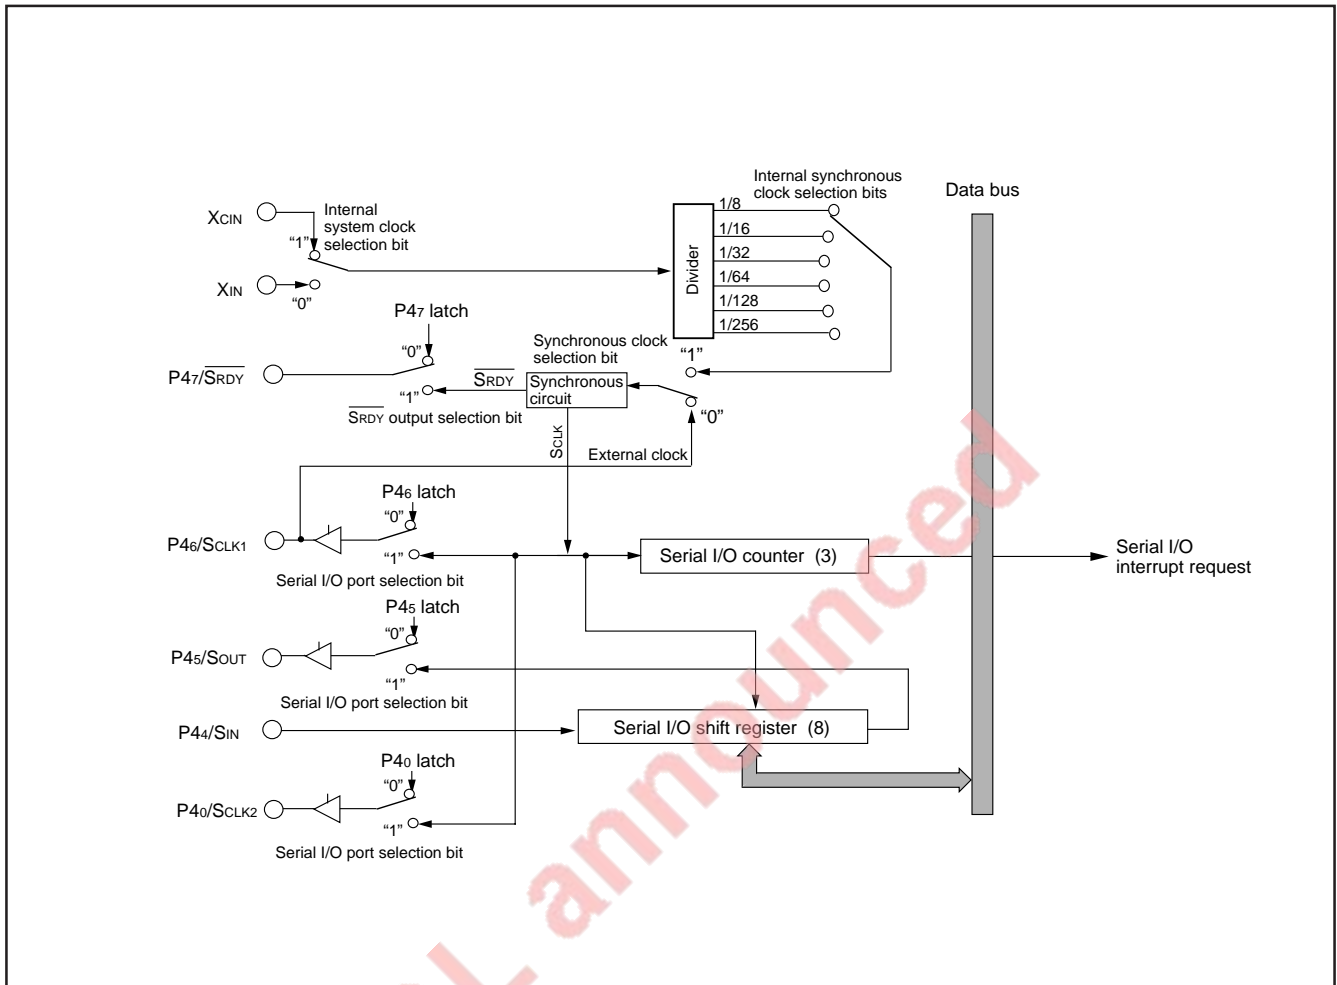 Internal synchronous
clock selection bits
Data bus
XCIN
Internal
system clock
selection bit
"1"
XIN
"0"
Divider
1/8
1/16
1/32
1/64
1/128
1/256
P47 latch
"0"
P47/SRDY
"1"
SRDY
SRDY output selection bit
Synchronous clock
selection bit
Synchronous
circuit
"1"
"0"
SCLK
External clock
P46 latch
"0"
P46/SCLK1
"1"
Serial I/O port selection bit
Serial I/O counter (3)
Serial I/O
interrupt request
P45 latch
"0"
P45/SOUT
"1"
Serial I/O port selection bit
P44/SIN
Serial I/O shift register (8)
P40 latch
"0"
P40/SCLK2
"1"
Serial I/O port selection bit
announced